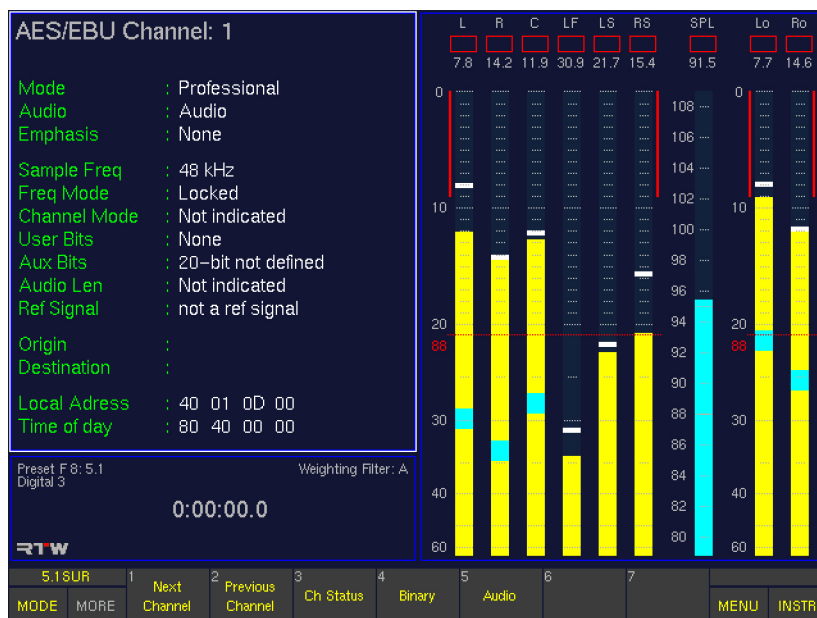 AES/EBU Channel: 1
Mode : Professional
Audio : Audio
Emphasis : None
Sample Freq : 48 kHz
Freq Mode : Locked
Channel Mode : Not indicated
User Bits : None
Aux Bits : 20-bit not defined
Audio Len : Not indicated
Ref Signal : not a ref signal
Origin :
Destination :
Local Adress : 40 01 0D 00
Time of day : 80 40 00 00
Preset F8: 5.1 Weighting Filter: A
Digital 3
0:00:00.0
RTW
L R C LF LS RS SPL Lo Ro
7.8 14.2 11.9 30.9 21.7 15.4 91.5 7.7 14.6
0 0
108
106
104
102
10 10
100
98
96
94
20 20
88 88
92
90
88
30 30
86
84
40 40
82
80
60 60
5.1SUR 1 Next Channel 2 Previous Channel 3 Ch Status 4 Binary 5 Audio 6 7
MODE MORE MENU INSTR